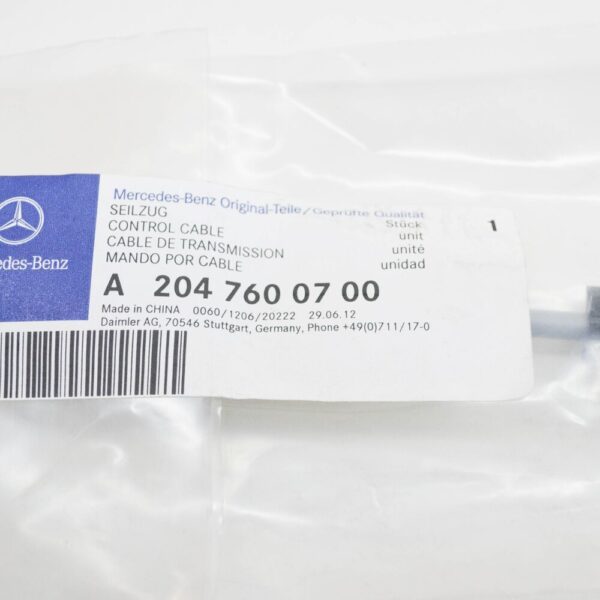 Mercedes-Benz Original-Teile/Geprüfte Qualität
SEILZUG Stück 1
CONTROL CABLE unit
CABLE DE TRANSMISSION unité
MANDO POR CABLE unidad
edes-Benz
A 204 760 07 00
Made in CHINA 0060/1206/20222 29.06.12
Daimler AG, 70546 Stuttgart, Germany, Phone +49(0)711/17-0